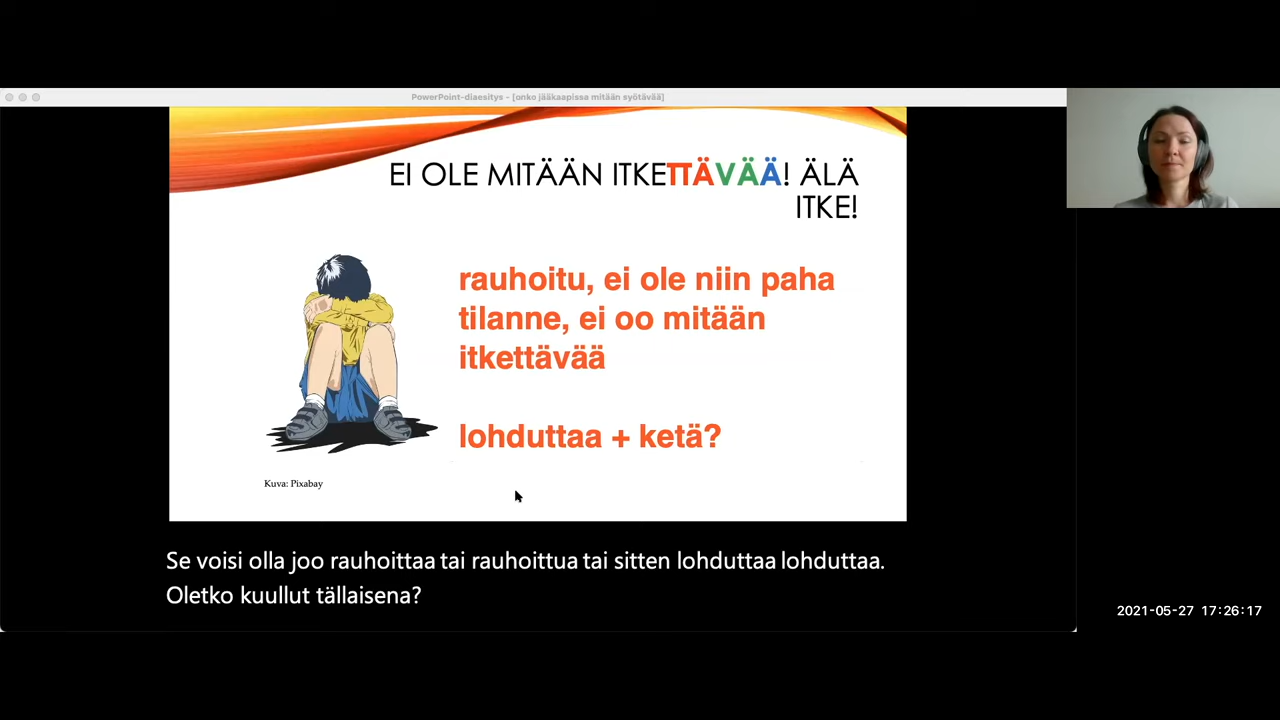 PowerPoint-diaesitys - [onko jääkaapissa mitään syötävää]
EI OLE MITÄÄN ITKETTÄVÄÄ! ÄLÄ
ITKE!
rauhoitu, ei ole niin paha
tilanne, ei oo mitään
itkettävää
lohduttaa + ketä?
Kuva: Pixabay
Se voisi olla joo rauhoittaa tai rauhoittua tai sitten lohduttaa lohduttaa.
Oletko kuullut tällaisena?
2021-05-27 17:26:17